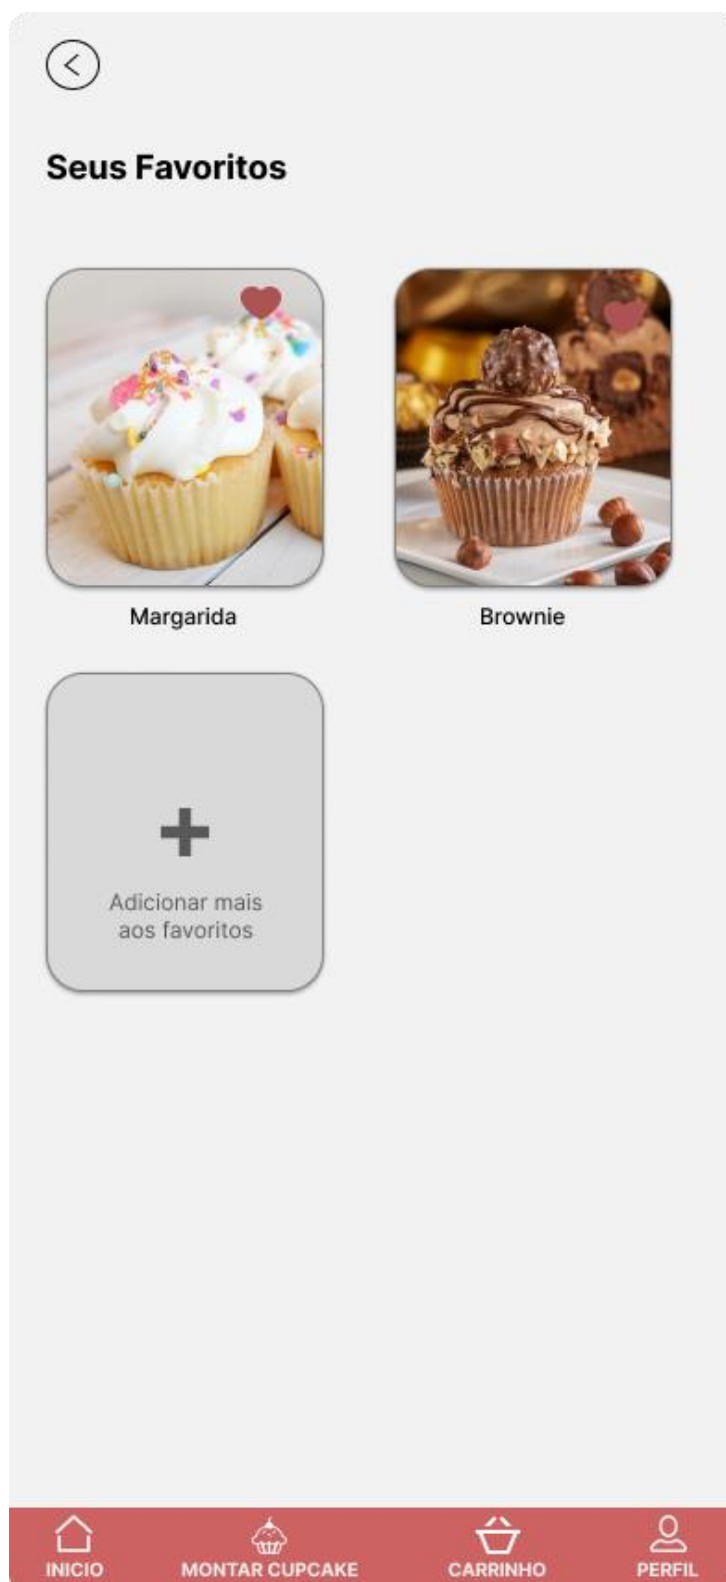 Seus Favoritos
Margarida
Brownie
Adicionar mais
aos favoritos
INICIO
MONTAR CUPCAKE
CARRINHO
PERFIL